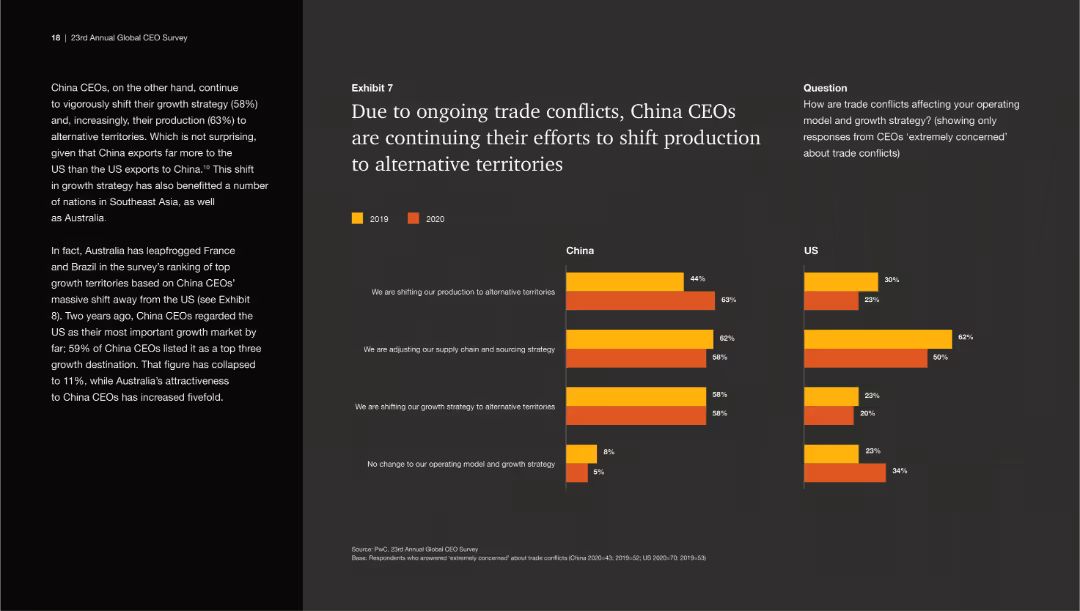 18 | 23rd Annual Global CEO Survey
China CEOs, on the other hand, continue
to vigorously shift their growth strategy (58%)
and, increasingly, their production (63%) to
alternative territories. Which is not surprising,
given that China exports far more to the
US than the US exports to China.¹⁰ This shift
in growth strategy has also benefitted a number
of nations in Southeast Asia, as well
as Australia.
In fact, Australia has leapfrogged France
and Brazil in the survey's ranking of top
growth territories based on China CEOs'
massive shift away from the US (see Exhibit
8). Two years ago, China CEOs regarded the
US as their most important growth market by
far; 59% of China CEOs listed it as a top three
growth destination. That figure has collapsed
to 11%, while Australia's attractiveness
to China CEOs has increased fivefold.
Exhibit 7
Due to ongoing trade conflicts, China CEOs
are continuing their efforts to shift production
to alternative territories
Question
How are trade conflicts affecting your operating
model and growth strategy? (showing only
responses from CEOs 'extremely concerned'
about trade conflicts)
2019 2020
China US
We are shifting our production to alternative territories
44% 30%
63% 23%
We are adjusting our supply chain and sourcing strategy
62% 62%
58% 50%
We are shifting our growth strategy to alternative territories
58% 23%
58% 20%
No change to our operating model and growth strategy
8% 23%
5% 34%
Source: PwC, 23rd Annual Global CEO Survey
Base: Respondents who answered 'extremely concerned' about trade conflicts (China 2020=43; 2019=52; US 2020=70; 2019=53)